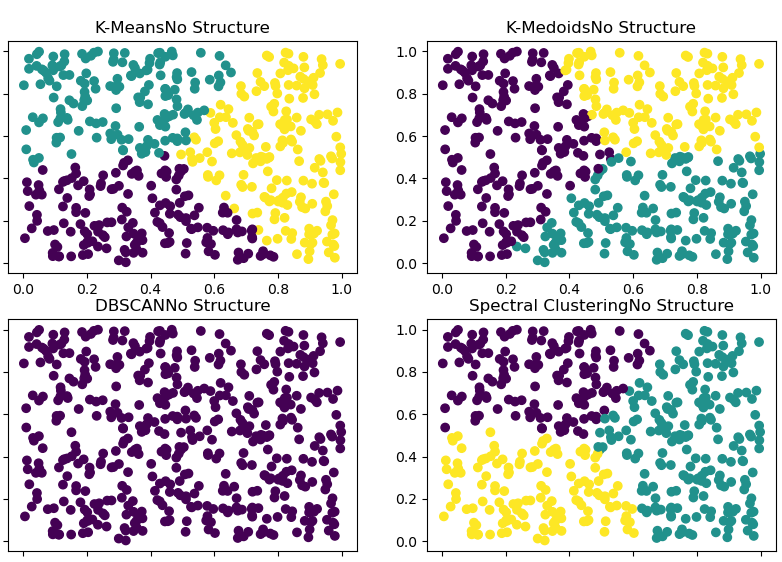 K-MeansNo Structure
K-MedoidsNo Structure
1.0
0.8
0.6
0.4
0.2
0.0
0.0 0.2 0.4 0.6 0.8 1.0
0.0 0.2 0.4 0.6 0.8 1.0
DBSCANNo Structure
Spectral ClusteringNo Structure
1.0
0.8
0.6
0.4
0.2
0.0